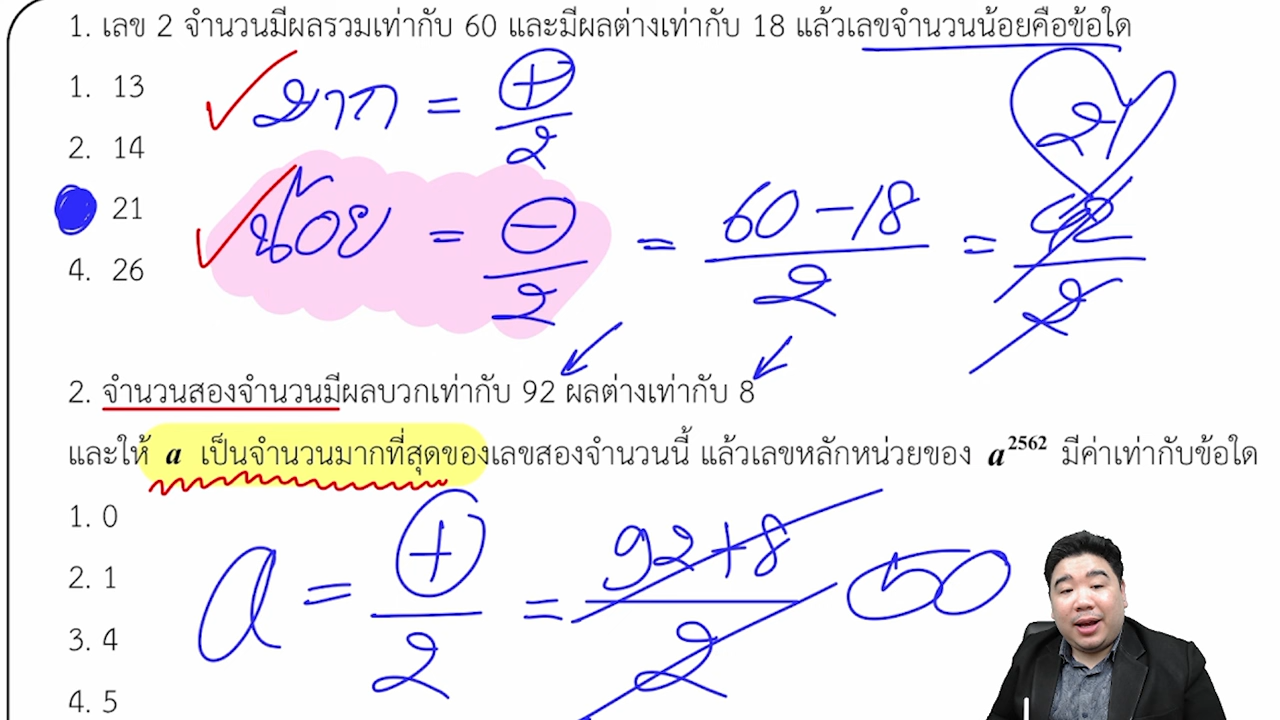 1. เลข 2 จำนวนมีผลรวมเท่ากับ 60 และมีผลต่างเท่ากับ 18 แล้วเลขจำนวนน้อยคือข้อใด
1. 13
มาก = +/2
2. 14
21
น้อย = −/2 = 60−18/2 = 42/2 21
4. 26
2. จำนวนสองจำนวนมีผลบวกเท่ากับ 92 ผลต่างเท่ากับ 8
และให้ a เป็นจำนวนมากที่สุดของเลขสองจำนวนนี้ แล้วเลขหลักหน่วยของ a²⁵⁶² มีค่าเท่ากับข้อใด
1. 0
2. 1
a = +/2 = 92+8/2 50
3. 4
4. 5